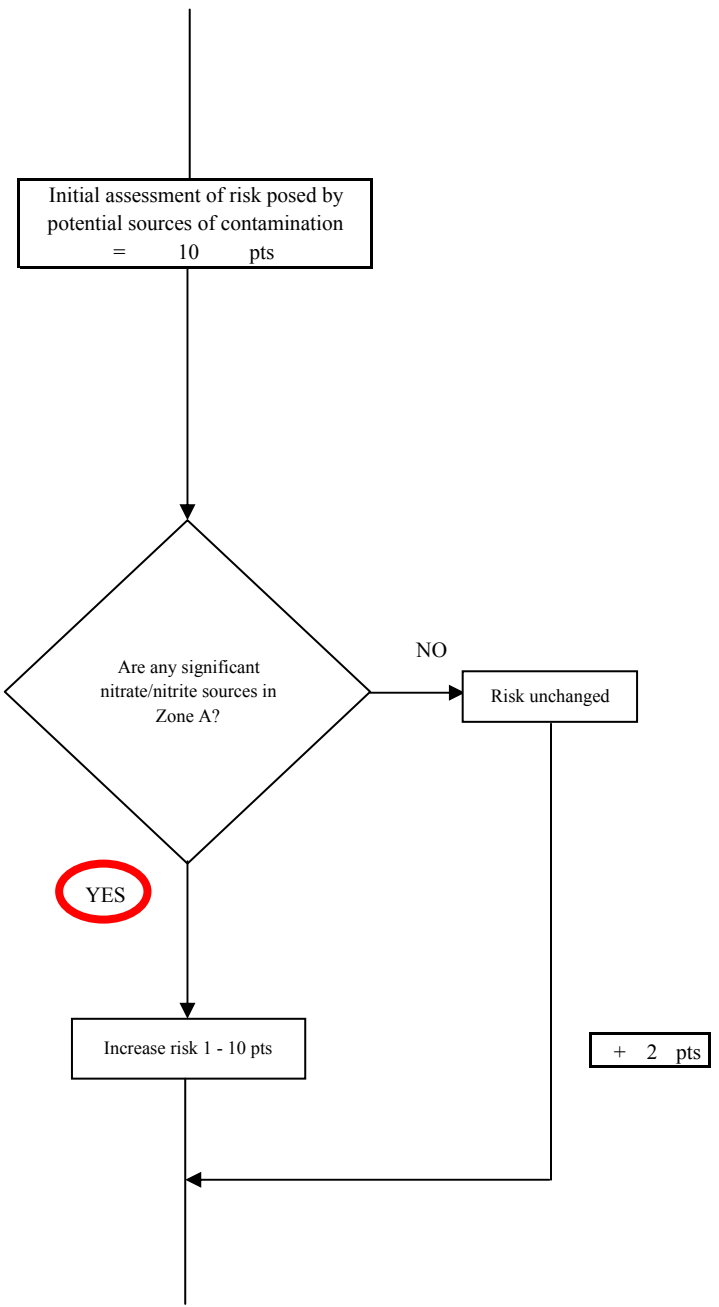 Initial assessment of risk posed by
potential sources of contamination
= 10 pts
Are any significant
nitrate/nitrite sources in
Zone A?
NO
Risk unchanged
YES
Increase risk 1 - 10 pts
+ 2 pts